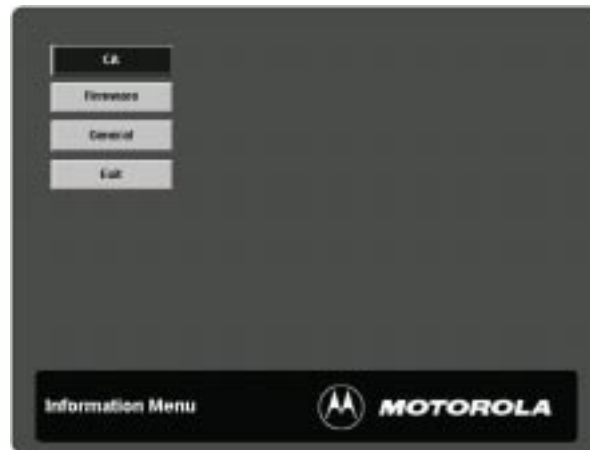 CA
Firmware
General
Exit
Information Menu
MOTOROLA